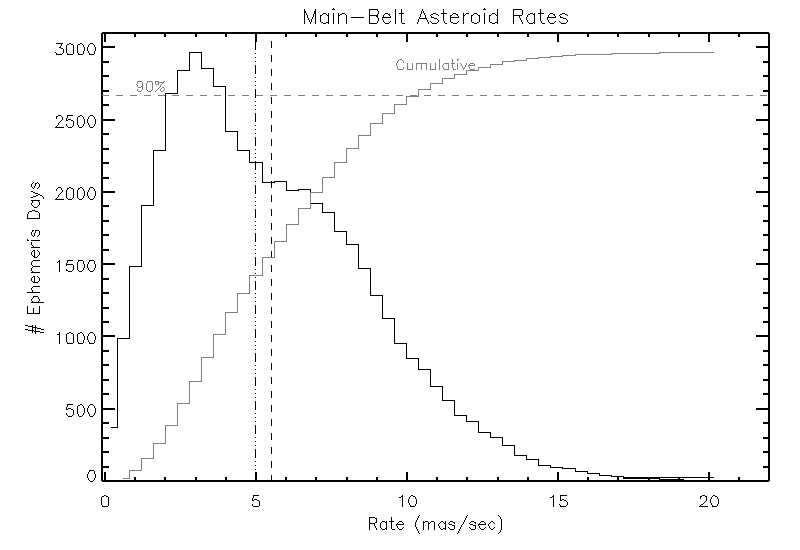 Main-Belt Asteroid Rates
3000
Cumulative
90%
2500
2000
1500
1000
500
0
# Ephemeris Days
0 5 10 15 20
Rate (mas/sec)